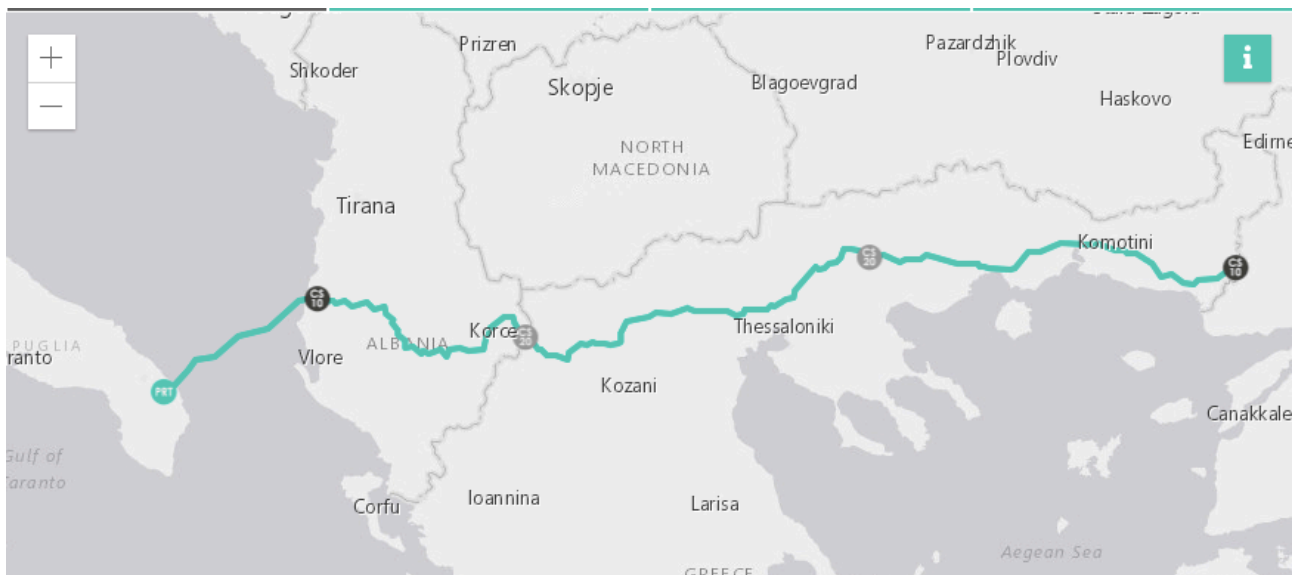 +
−
i
Prizren
Shkoder
Skopje
Pazardzhik
Plovdiv
Blagoevgrad
Haskovo
Edirne
NORTH
MACEDONIA
Tirana
Komotini
CS
20
CS
10
CS
10
Thessaloniki
Korce
CS
20
ALBANIA
Vlore
PUGLIA
ranto
Kozani
PRT
Canakkale
Gulf of
Taranto
Corfu
Ioannina
Larisa
Aegean Sea
GREECE